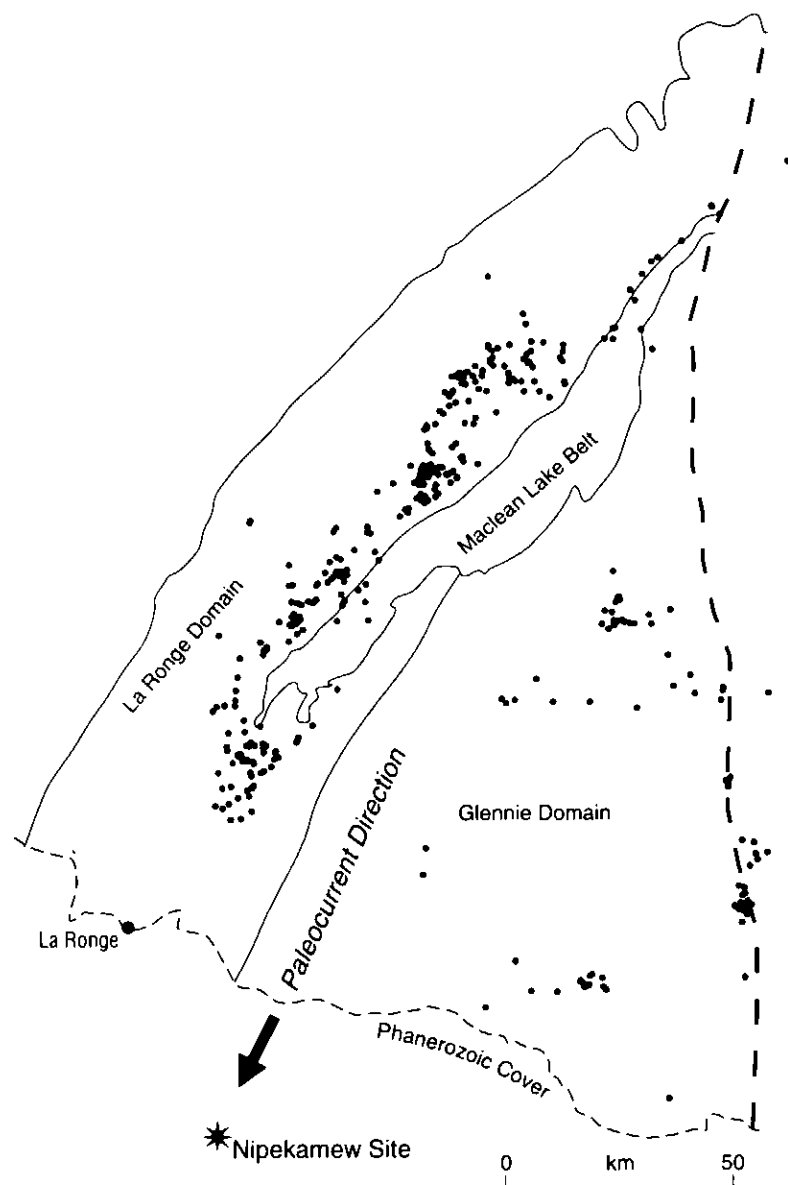 Maclean Lake Belt
La Ronge Domain
Paleocurrent Direction
Glennie Domain
La Ronge
Phanerozoic Cover
Nipekamew Site
0 km 50